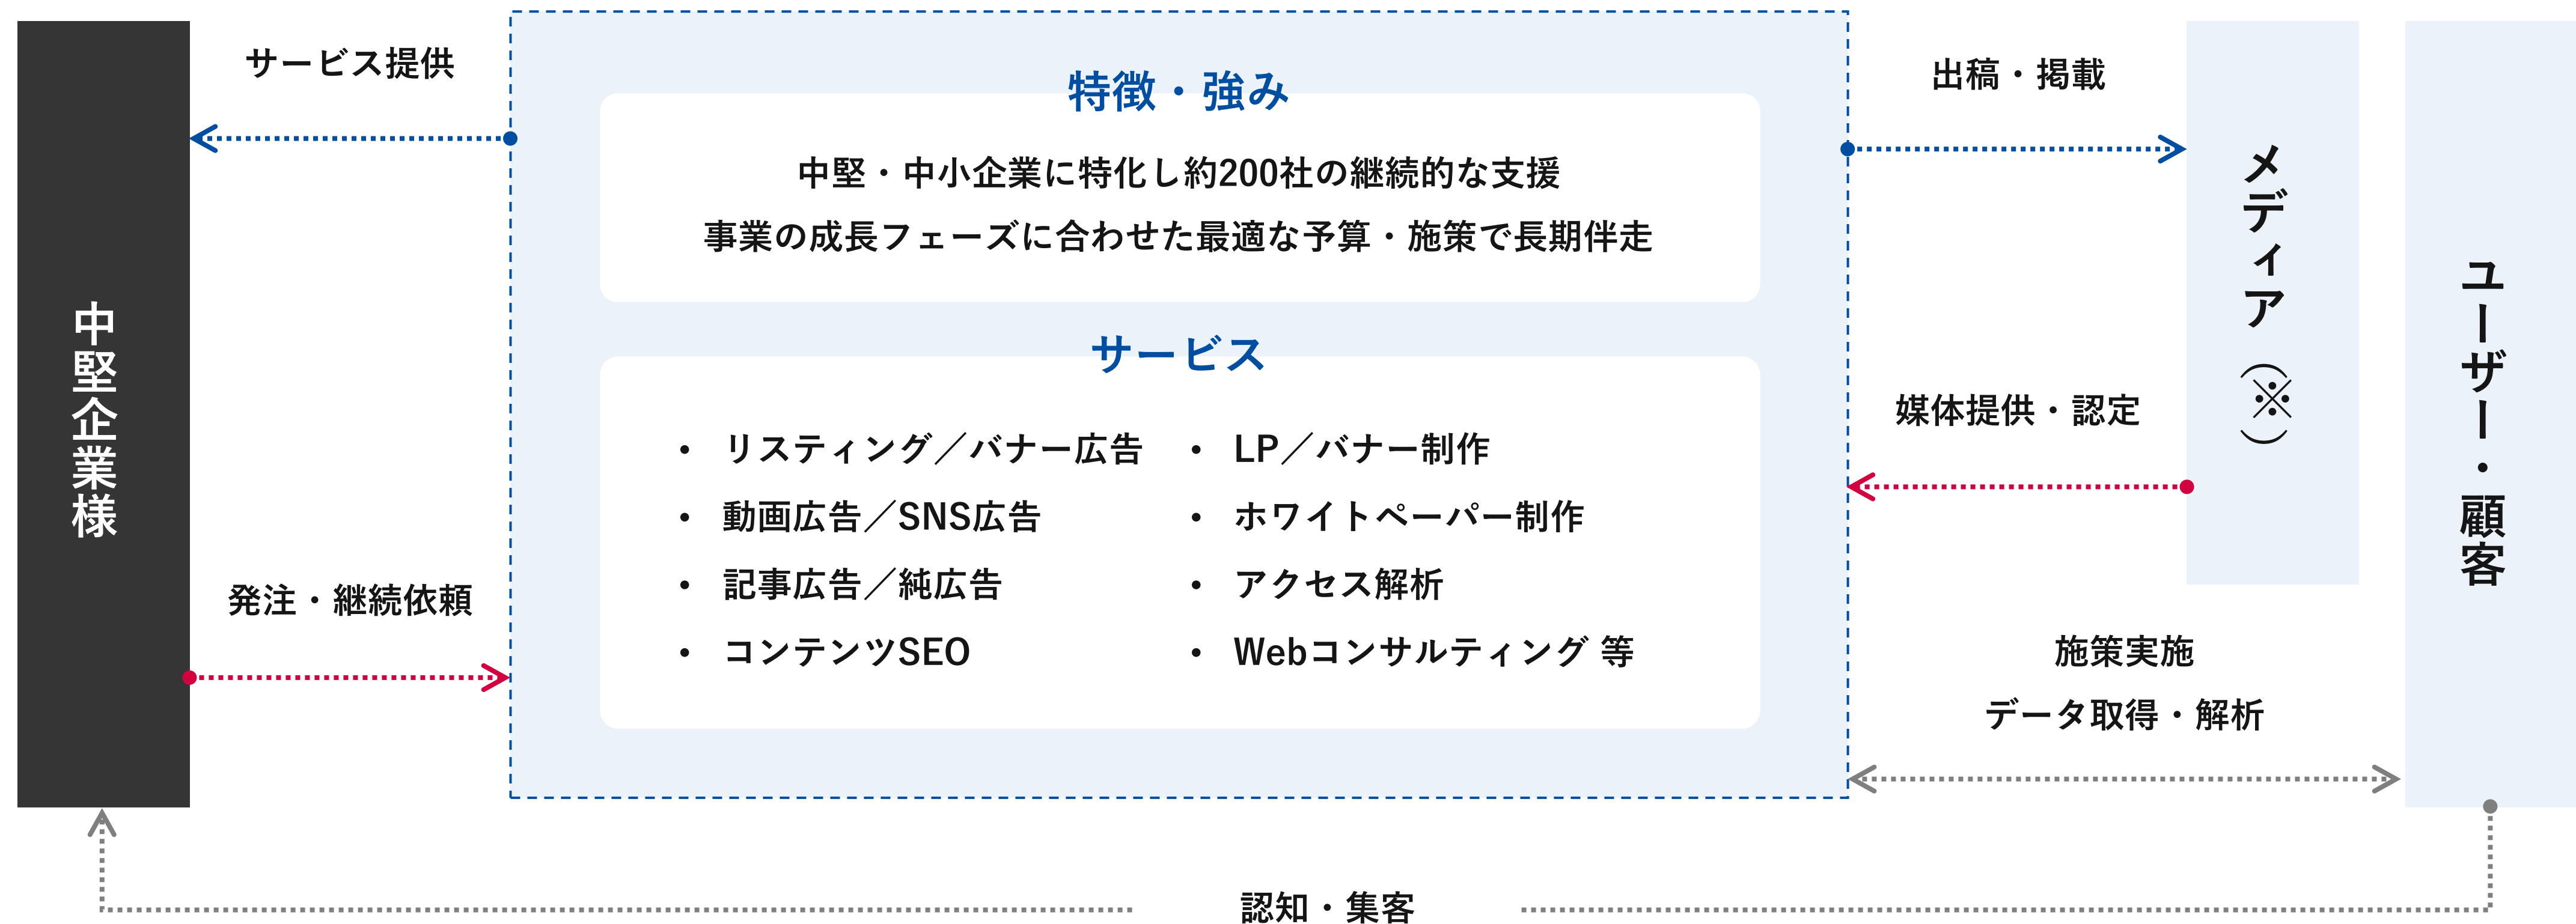 中堅企業様
サービス提供
発注・継続依頼
特徴・強み
中堅・中小企業に特化し約200社の継続的な支援
事業の成長フェーズに合わせた最適な予算・施策で長期伴走
サービス
• リスティング／バナー広告
• 動画広告／SNS広告
• 記事広告／純広告
• コンテンツSEO
• LP／バナー制作
• ホワイトペーパー制作
• アクセス解析
• Webコンサルティング 等
出稿・掲載
媒体提供・認定
メディア（※）
施策実施
データ取得・解析
ユーザー・顧客
認知・集客